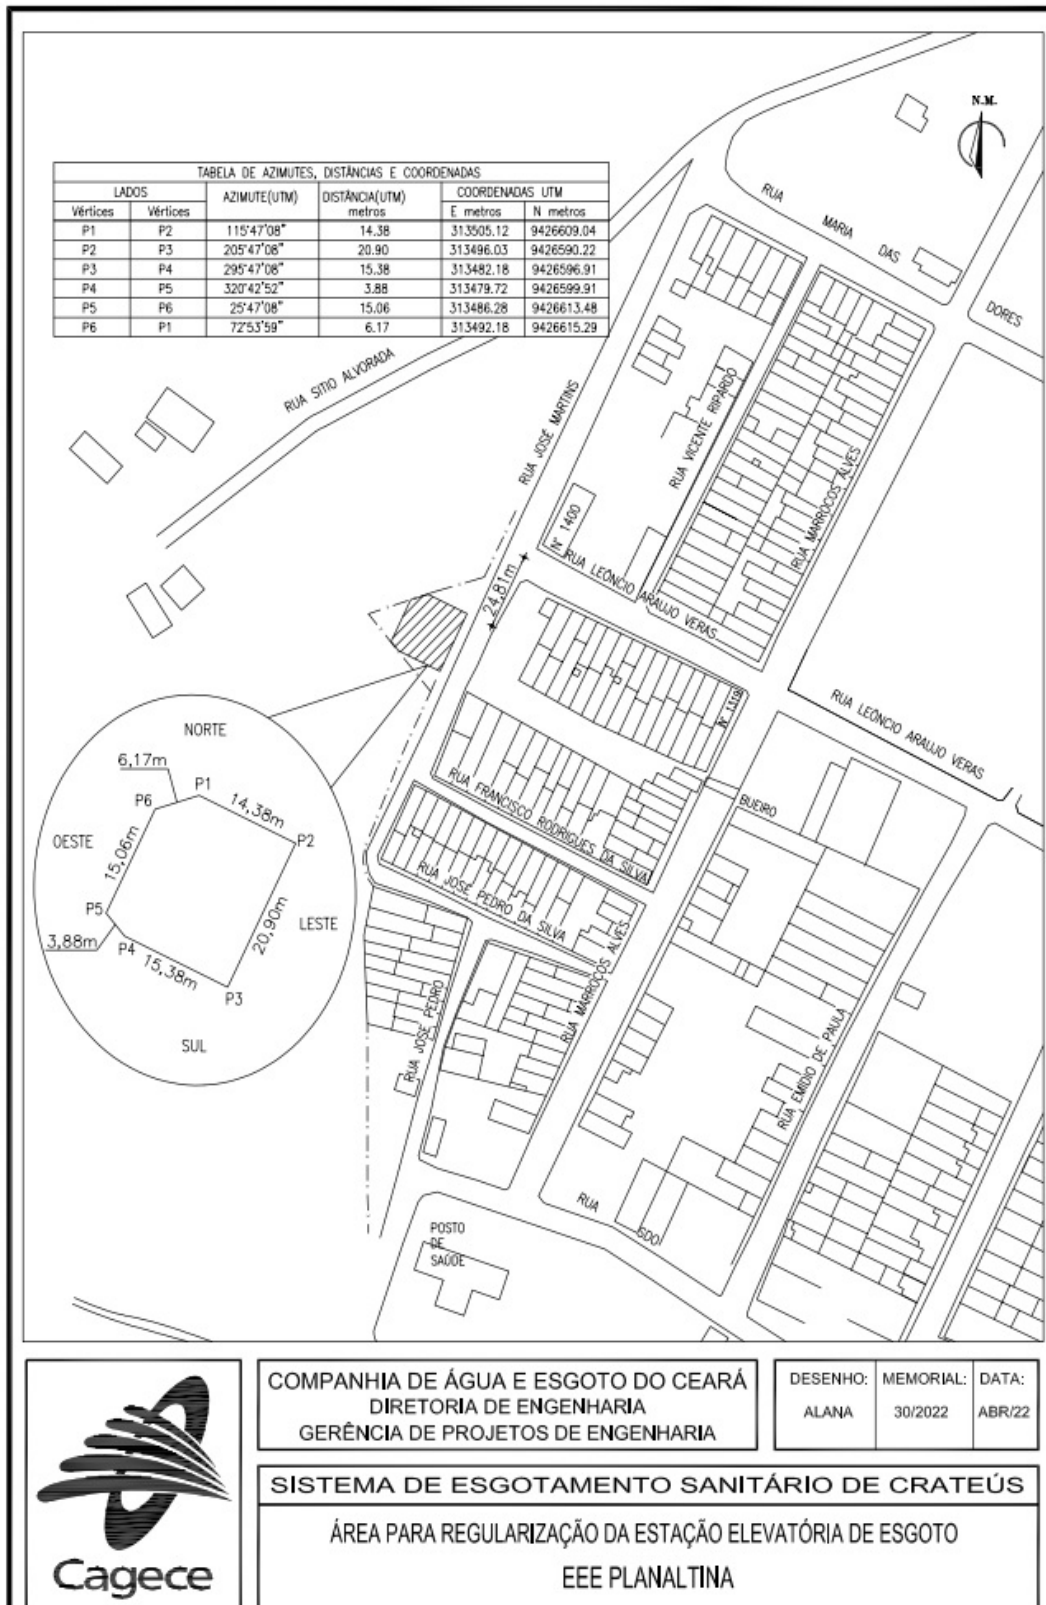 N.M.
TABELA DE AZIMUTES, DISTÂNCIAS E COORDENADAS
LADOS AZIMUTE(UTM) DISTÂNCIA(UTM) metros COORDENADAS UTM
Vértices Vértices E metros N metros
P1 P2 115°47'08" 14.38 313505.12 9426609.04
P2 P3 205°47'08" 20.90 313496.03 9426590.22
P3 P4 295°47'08" 15.38 313482.18 9426596.91
P4 P5 320°42'52" 3.88 313479.72 9426599.91
P5 P6 25°47'08" 15.06 313486.28 9426613.48
P6 P1 72°53'59" 6.17 313492.18 9426615.29
RUA MARIA DAS DORES
RUA SITIO ALVORADA
RUA JOSÉ MARTINS
RUA VICENTE RIPARDO
RUA MARROCOS ALVES
N° 1400
RUA LEÔNCIO ARAUJO VERAS
24,81m
N° 1319
RUA LEÔNCIO ARAUJO VERAS
RUA FRANCISCO RODRIGUES DA SILVA
BUEIRO
RUA JOSÉ PEDRO DA SILVA
RUA MARROCOS ALVES
RUA JOSÉ PEDRO
RUA EMIDIO DE PAULA
RUA
POSTO
DE
SAÚDE
NORTE
6,17m
P1
14,38m
P6
P2
OESTE
15,06m
20,90m
LESTE
P5
3,88m
P4
15,38m
P3
SUL
COMPANHIA DE ÁGUA E ESGOTO DO CEARÁ
DIRETORIA DE ENGENHARIA
GERÊNCIA DE PROJETOS DE ENGENHARIA
DESENHO: MEMORIAL: DATA:
ALANA 30/2022 ABR/22
SISTEMA DE ESGOTAMENTO SANITÁRIO DE CRATEÚS
ÁREA PARA REGULARIZAÇÃO DA ESTAÇÃO ELEVATÓRIA DE ESGOTO
EEE PLANALTINA
Cagece